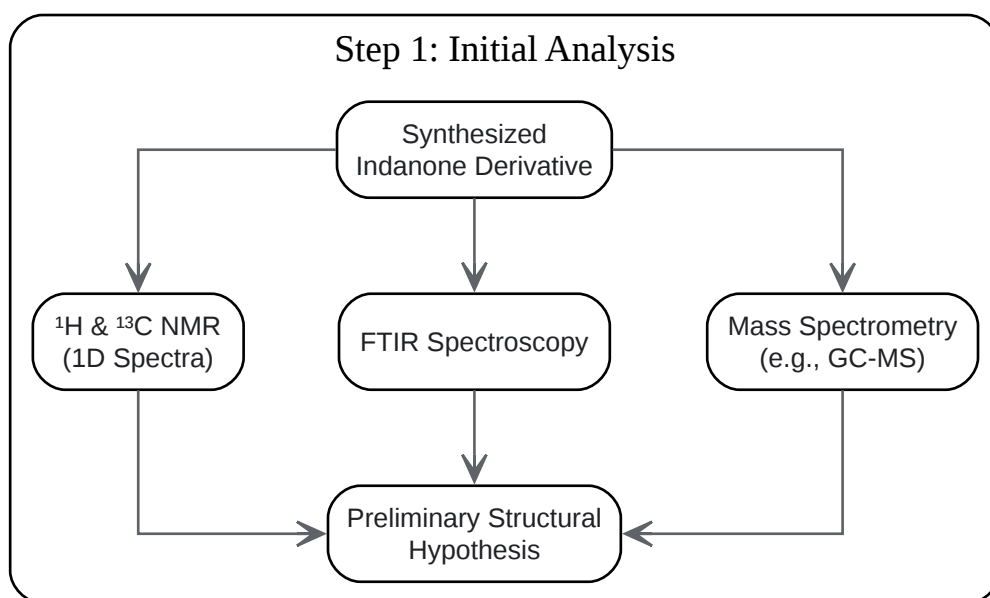 Step 1: Initial Analysis
Synthesized
Indanone Derivative
¹H & ¹³C NMR
(1D Spectra)
FTIR Spectroscopy
Mass Spectrometry
(e.g., GC-MS)
Preliminary Structural
Hypothesis